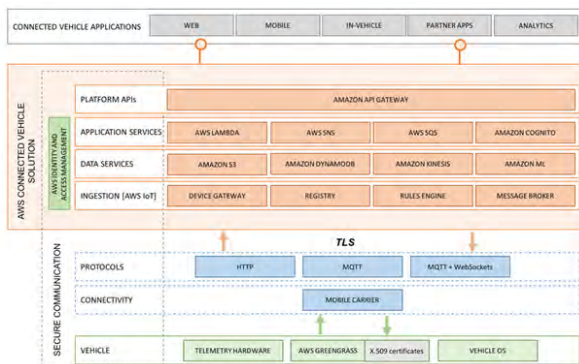 CONNECTED VEHICLE APPLICATIONS
WEB
MOBILE
IN-VEHICLE
PARTNER APPS
ANALYTICS
AWS CONNECTED VEHICLE SOLUTION
AWS IDENTITY AND ACCESS MANAGEMENT
PLATFORM APIs
AMAZON API GATEWAY
APPLICATION SERVICES
AWS LAMBDA
AWS SNS
AWS SQS
AMAZON COGNITO
DATA SERVICES
AMAZON S3
AMAZON DYNAMODB
AMAZON KINESIS
AMAZON ML
INGESTION [AWS IoT]
DEVICE GATEWAY
REGISTRY
RULES ENGINE
MESSAGE BROKER
SECURE COMMUNICATION
TLS
PROTOCOLS
HTTP
MQTT
MQTT + WebSockets
CONNECTIVITY
MOBILE CARRIER
VEHICLE
TELEMETRY HARDWARE
AWS GREENGRASS
X.509 certificates
VEHICLE OS